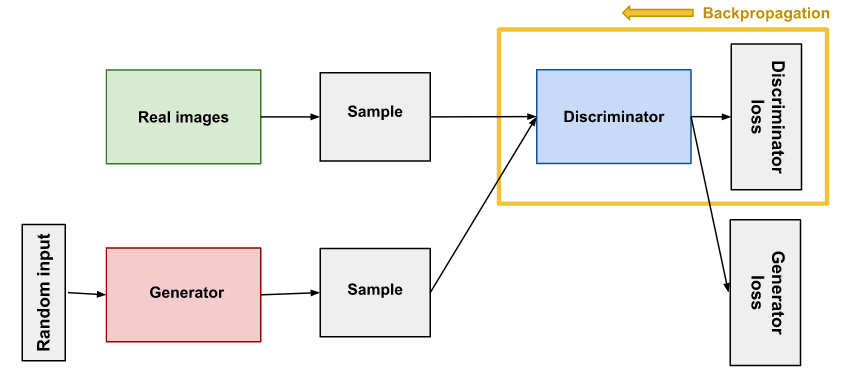 Backpropagation
Real images
Sample
Discriminator
Discriminator
loss
Random input
Generator
Sample
Generator
loss